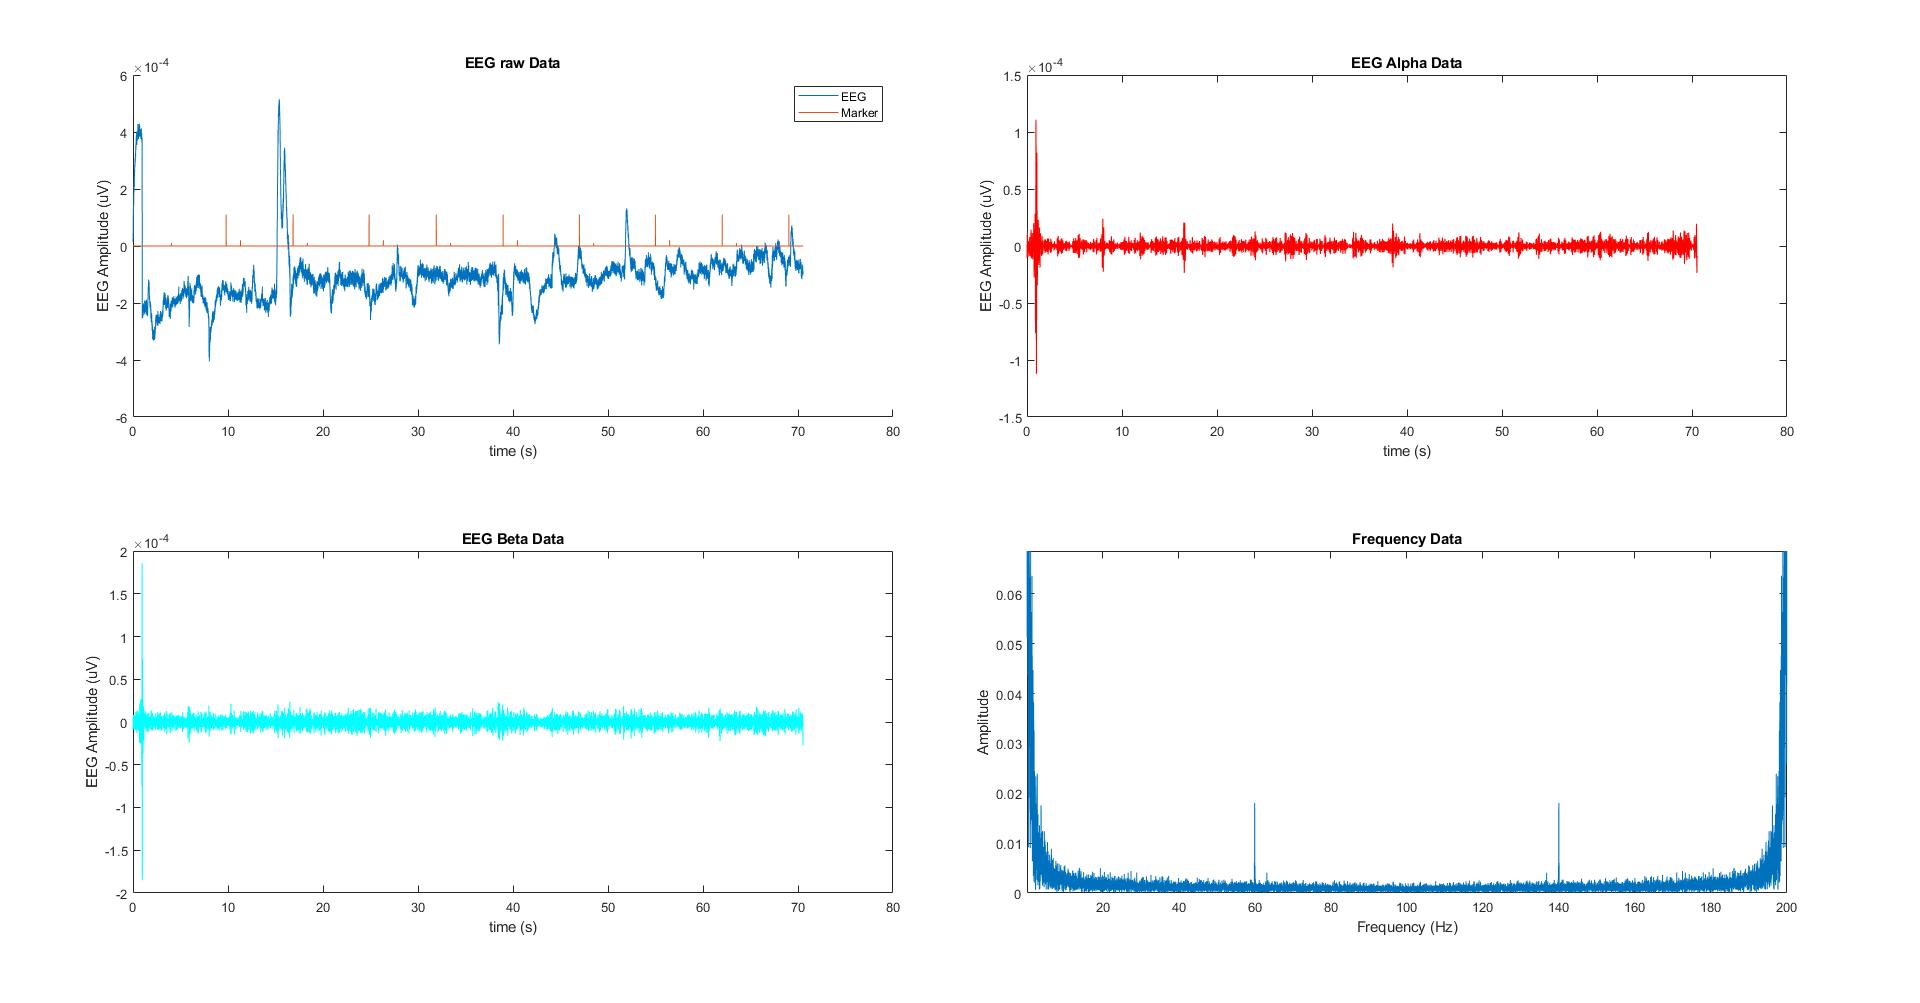 EEG raw Data
×10⁻⁴
6
4
2
0
-2
-4
-6
EEG Amplitude (uV)
EEG
Marker
0 10 20 30 40 50 60 70 80
time (s)
EEG Alpha Data
×10⁻⁴
1.5
1
0.5
0
-0.5
-1
-1.5
EEG Amplitude (uV)
0 10 20 30 40 50 60 70 80
time (s)
EEG Beta Data
×10⁻⁴
2
1.5
1
0.5
0
-0.5
-1
-1.5
-2
EEG Amplitude (uV)
0 10 20 30 40 50 60 70 80
time (s)
Frequency Data
0.06
0.05
0.04
0.03
0.02
0.01
0
Amplitude
20 40 60 80 100 120 140 160 180 200
Frequency (Hz)